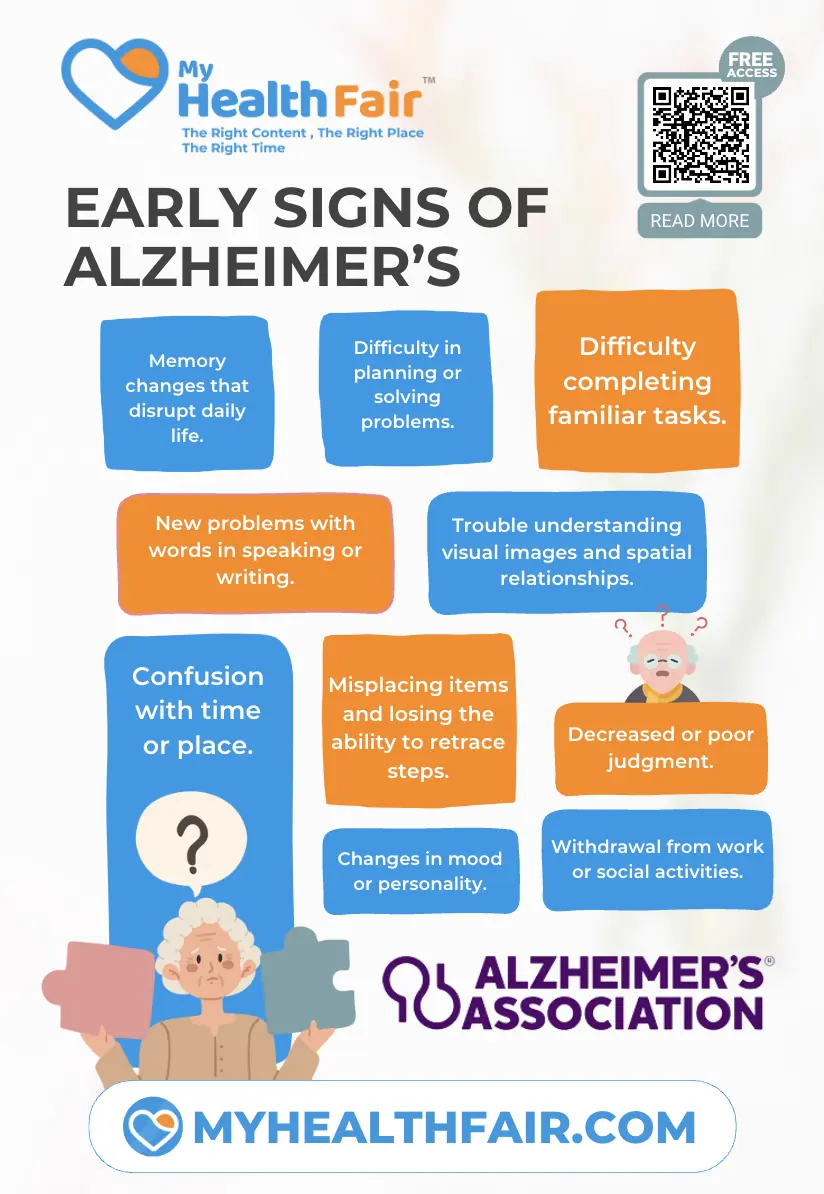 My
HealthFair™
The Right Content , The Right Place
The Right Time
FREE
ACCESS
READ MORE
EARLY SIGNS OF
ALZHEIMER’S
Memory
changes that
disrupt daily
life.
Difficulty in
planning or
solving
problems.
Difficulty
completing
familiar tasks.
New problems with
words in speaking or
writing.
Trouble understanding
visual images and spatial
relationships.
Confusion
with time
or place.
?
Misplacing items
and losing the
ability to retrace
steps.
? ? ?
Decreased or poor
judgment.
Changes in mood
or personality.
Withdrawal from work
or social activities.
ALZHEIMER’S®
ASSOCIATION
MYHEALTHFAIR.COM